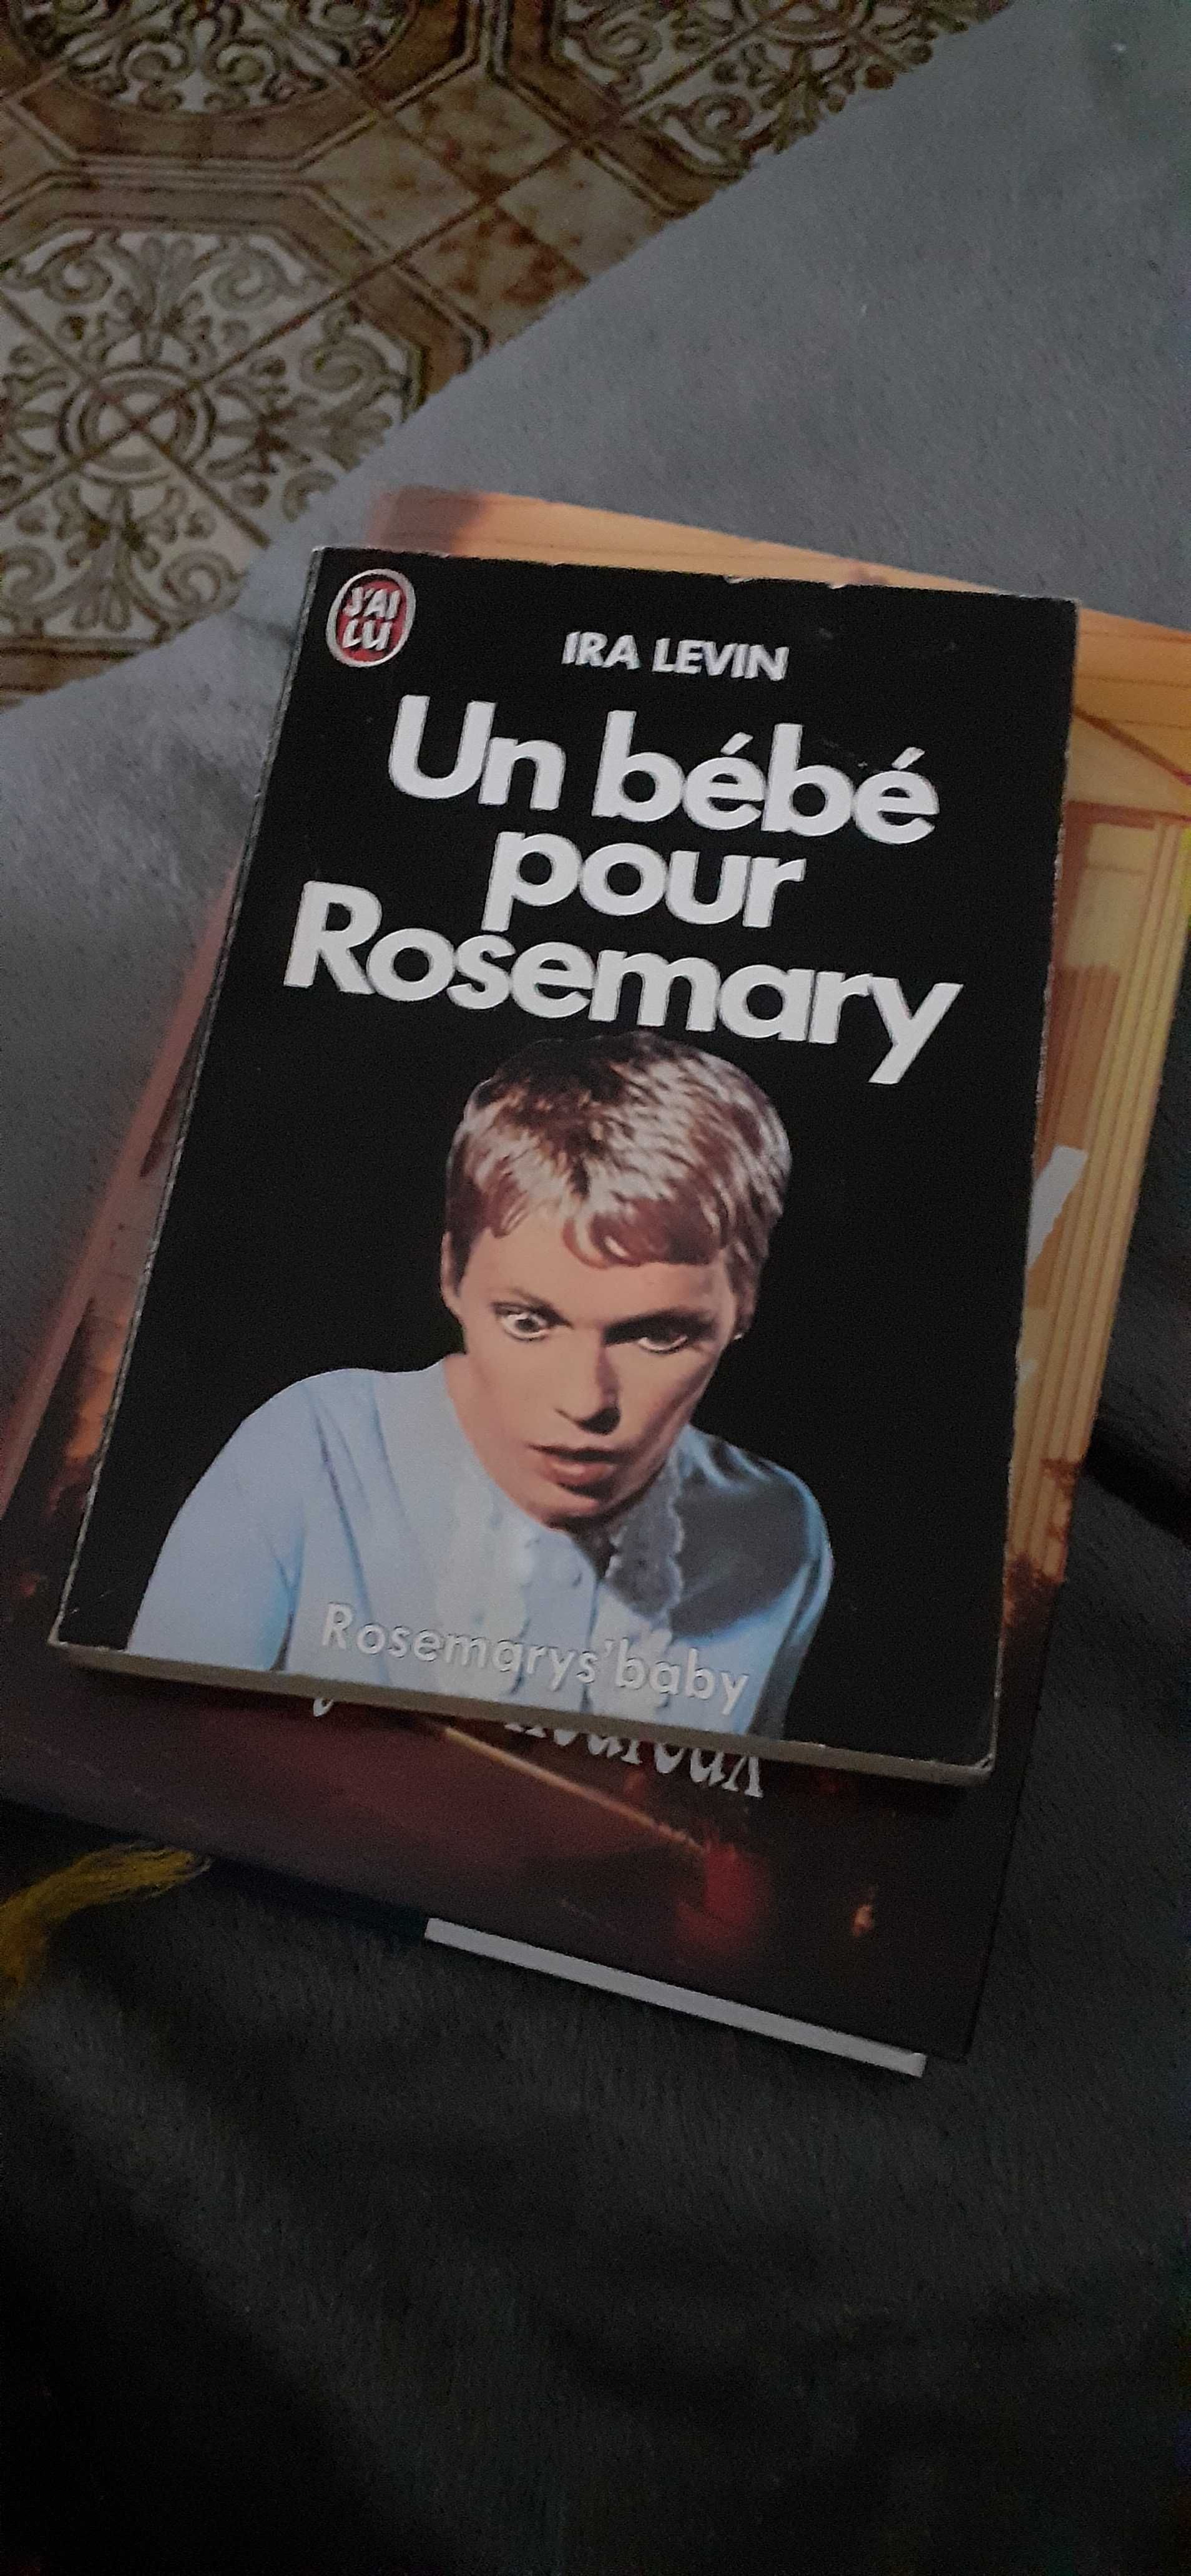 J'AI
LU
IRA LEVIN
Un bébé
pour
Rosemary
Rosemarys'baby